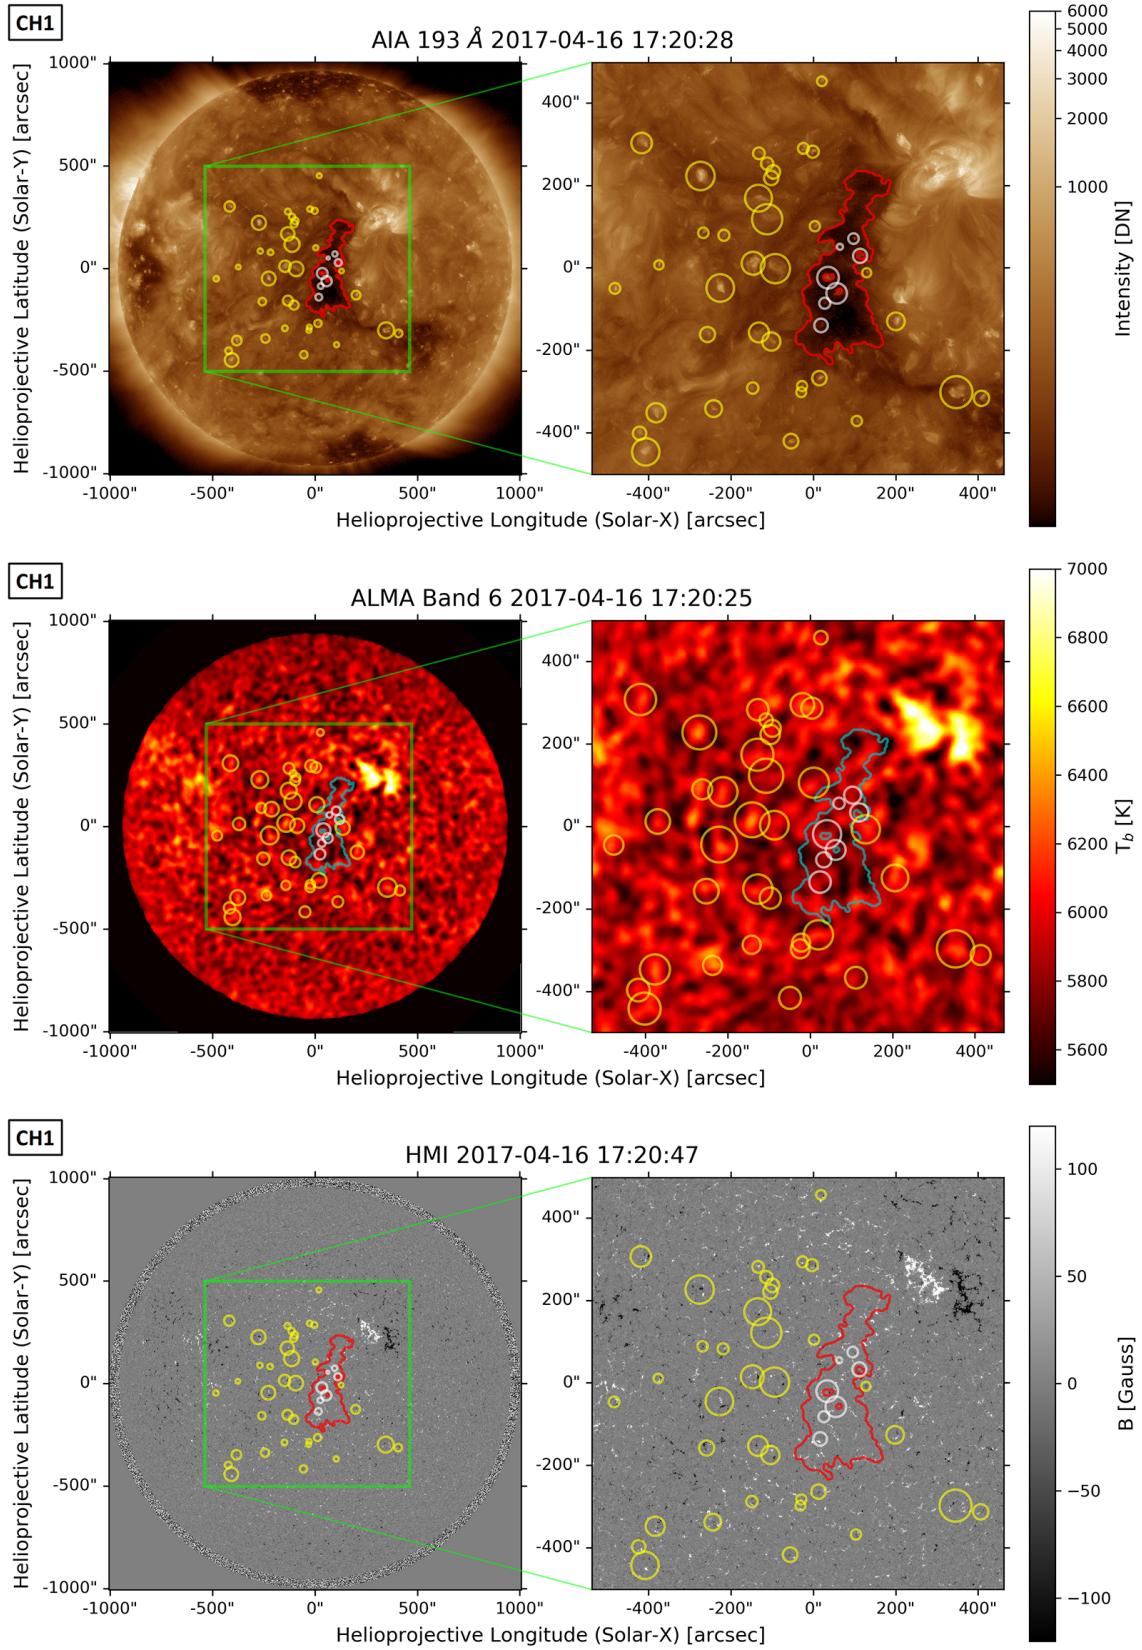 CH1
AIA 193 Å 2017-04-16 17:20:28
Helioprojective Latitude (Solar-Y) [arcsec]
1000"
500"
0"
-500"
-1000"
-1000" -500" 0" 500" 1000"
Helioprojective Longitude (Solar-X) [arcsec]
400"
200"
0"
-200"
-400"
-400" -200" 0" 200" 400"
6000
5000
4000
3000
2000
1000
Intensity [DN]
CH1
ALMA Band 6 2017-04-16 17:20:25
Helioprojective Latitude (Solar-Y) [arcsec]
1000"
500"
0"
-500"
-1000"
-1000" -500" 0" 500" 1000"
Helioprojective Longitude (Solar-X) [arcsec]
400"
200"
0"
-200"
-400"
-400" -200" 0" 200" 400"
7000
6800
6600
6400
6200
6000
5800
5600
Tb [K]
CH1
HMI 2017-04-16 17:20:47
Helioprojective Latitude (Solar-Y) [arcsec]
1000"
500"
0"
-500"
-1000"
-1000" -500" 0" 500" 1000"
Helioprojective Longitude (Solar-X) [arcsec]
400"
200"
0"
-200"
-400"
-400" -200" 0" 200" 400"
100
50
0
−50
−100
B [Gauss]